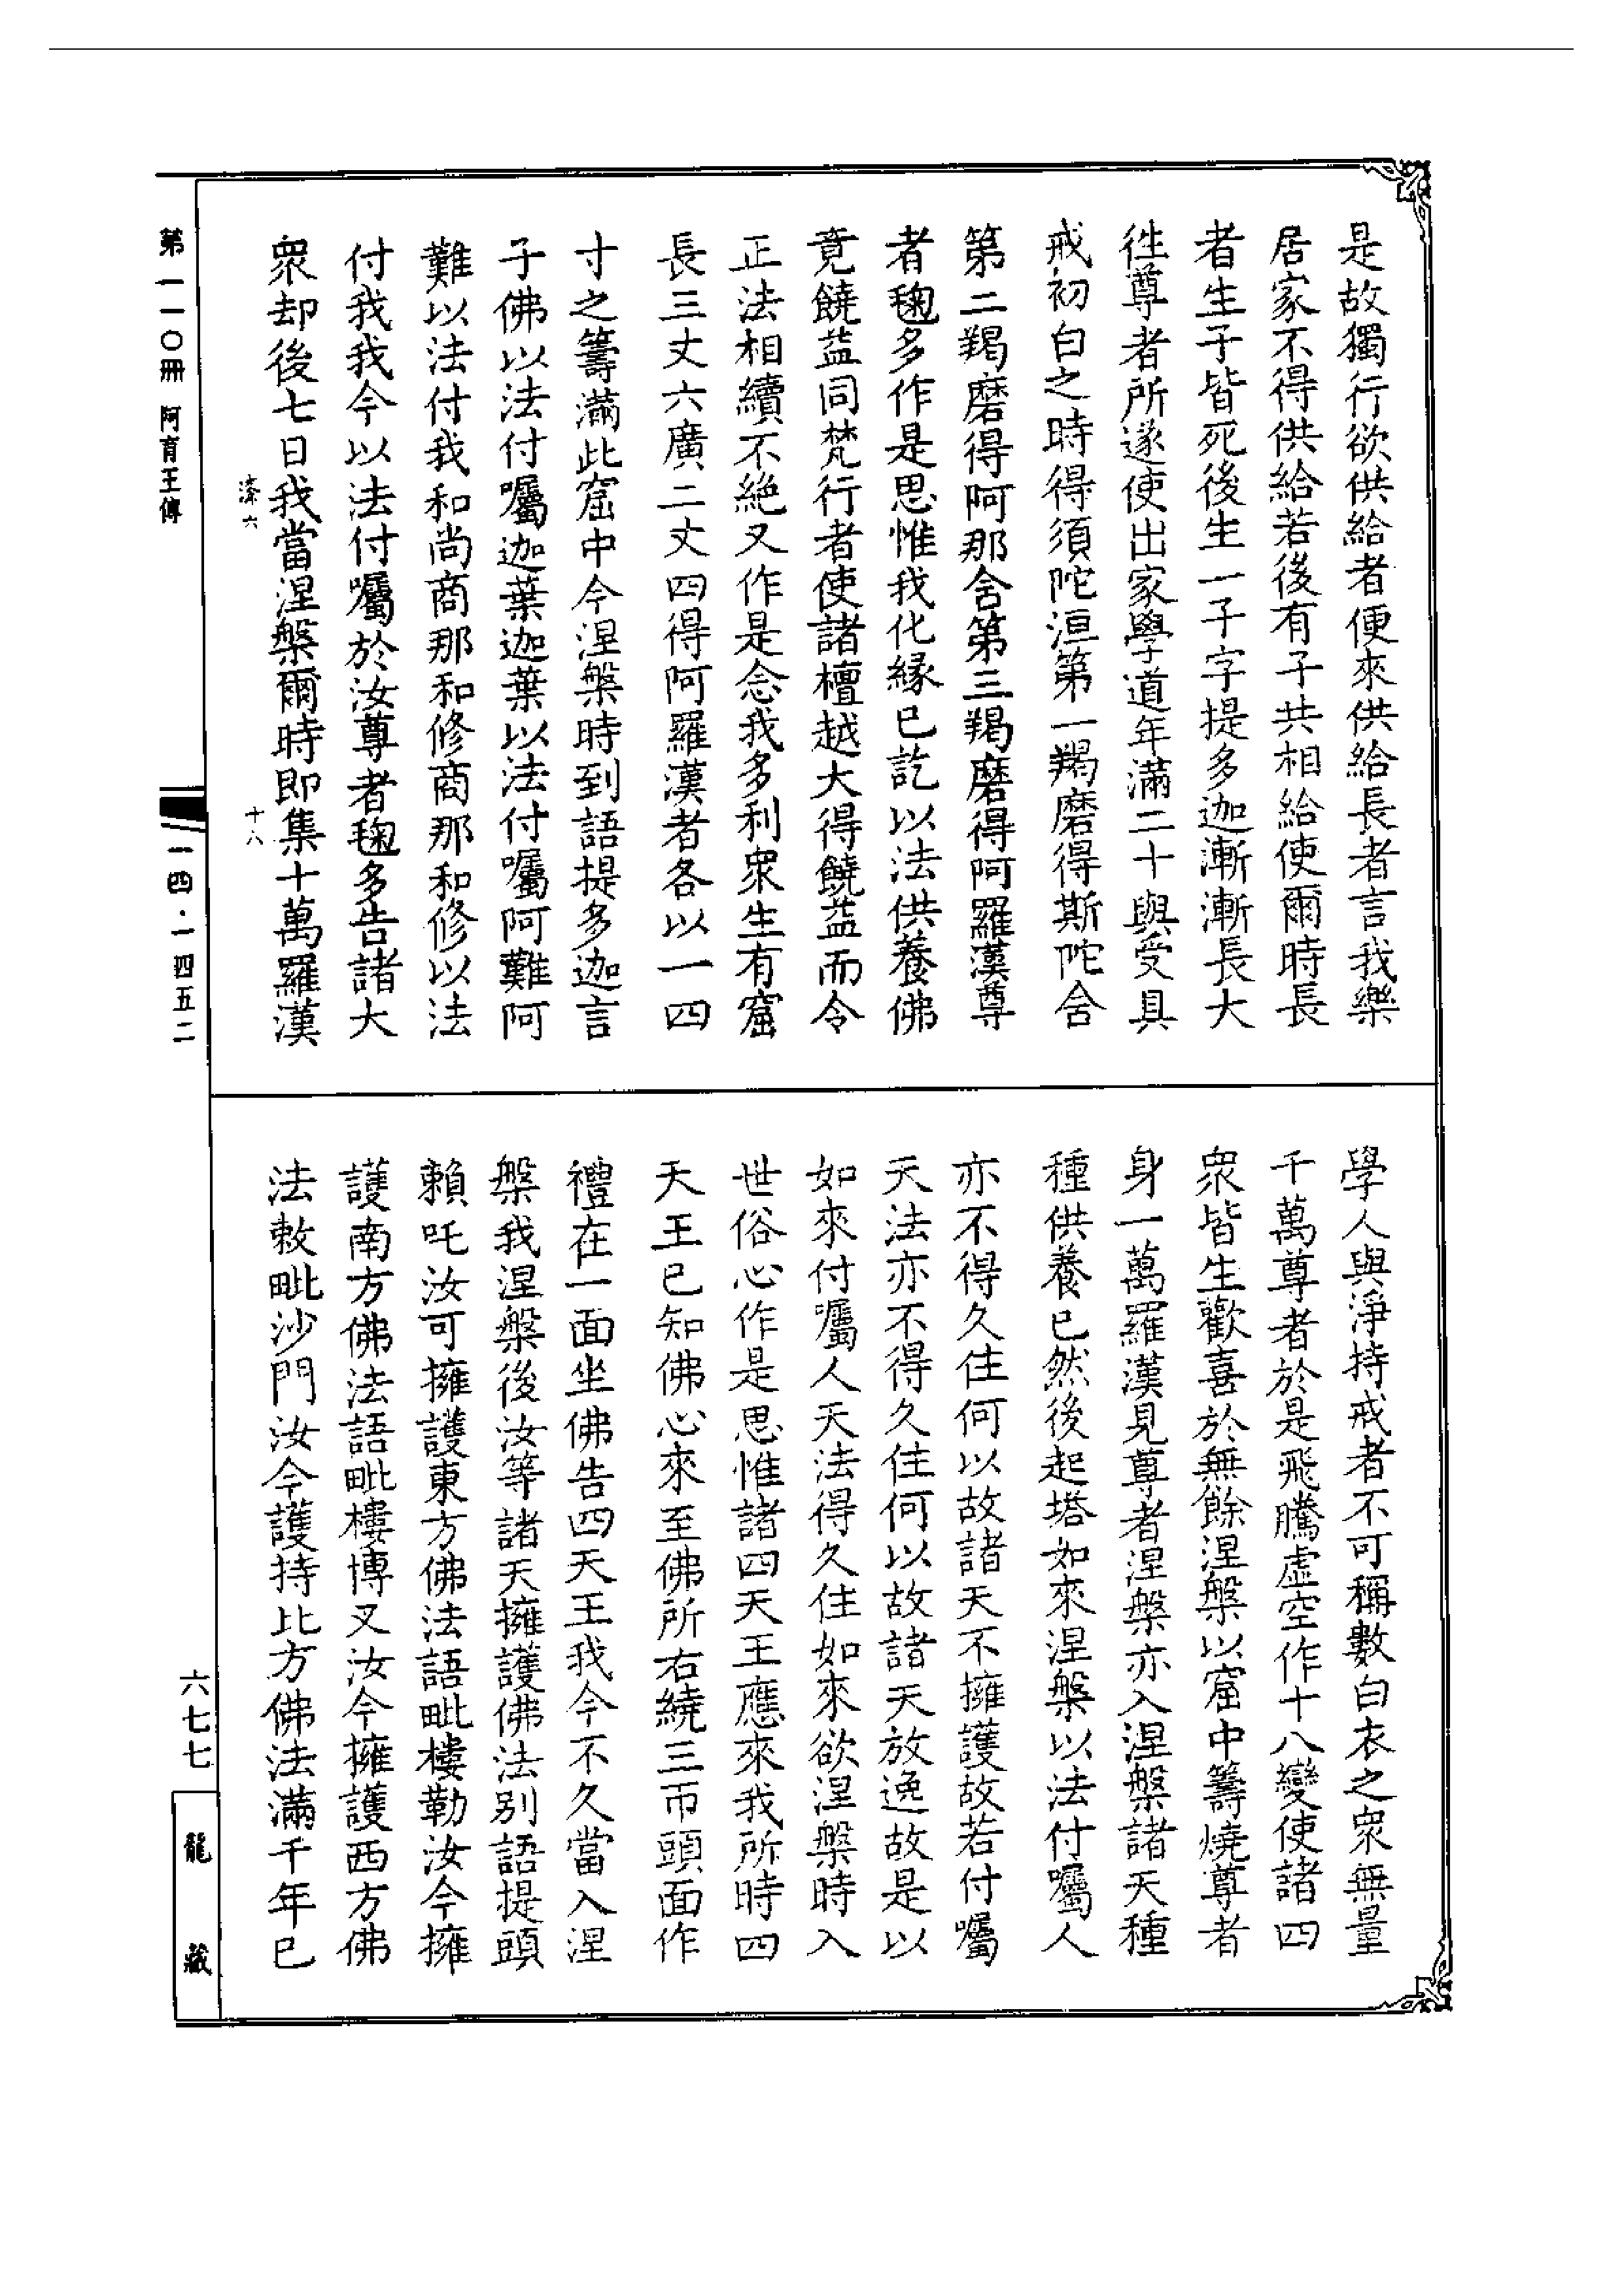 是故獨行欲供給者便來供給長者言我樂
居家不得供給若後有子共相給使爾時長
者生子皆死後生一子字提多迦漸漸長大
徃尊者所遂使出家學道年滿二十與受具
戒初白之時得須陀洹第一羯磨得斯陀舍
第二羯磨得阿那舍第三羯磨得阿羅漢尊
者毱多作是思惟我化緣已訖以法供養佛
竟饒益同梵行者使諸檀越大得饒益而令
正法相續不絶又作是念我多利衆生有窟
長三丈六廣二丈四得阿羅漢者各以一四
寸之籌滿此窟中今涅槃時到語提多迦言
子佛以法付囑迦葉迦葉以法付囑阿難阿
難以法付我和尚商那和修商那和修以法
付我我今以法付囑於汝尊者毱多告諸大
眾却後七日我當涅槃爾時即集十萬羅漢
漆六
十八
學人與淨持戒者不可稱數白衣之眾無量
千萬尊者於是飛騰虛空作十八變使諸四
眾皆生歡喜於無餘涅槃以窟中籌燒尊者
身一萬羅漢見尊者涅槃亦入涅槃諸天種
種供養已然後起塔如來涅槃以法付囑人
亦不得久住何以故諸天不擁護故若付囑
天法亦不得久住何以故諸天放逸故是以
如來付囑人天法得久住如來欲涅槃時入
世俗心作是思惟諸四天王應來我所時四
天王已知佛心來至佛所右繞三帀頭面作
禮在一面坐佛告四天王我今不久當入涅
槃我涅槃後汝等諸天擁護佛法別語提頭
賴吒汝可擁護東方佛法語毗樓勒汝今擁
護南方佛法語毗樓博叉汝今擁護西方佛
法敕毗沙門汝今護持比方佛法滿千年已
第一一〇冊 阿育王傳
一四·一四五二
六七七
龍藏